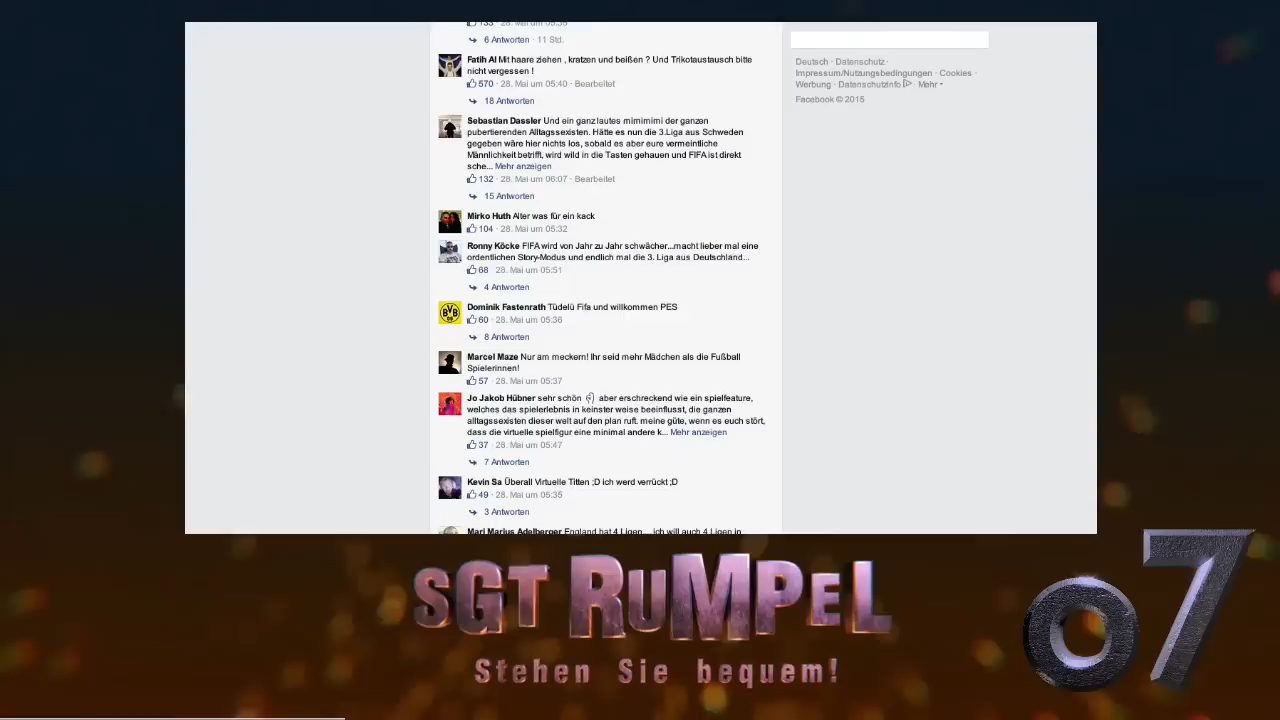 133 · 28. Mai um 05:39
6 Antworten · 11 Std.
Fatih Al Mit haare ziehen , kratzen und beißen ? Und Trikotaustausch bitte
nicht vergessen !
570 · 28. Mai um 05:40 · Bearbeitet
18 Antworten
Sebastian Dassler Und ein ganz lautes mimimimi der ganzen
pubertierenden Alltagssexisten. Hätte es nun die 3.Liga aus Schweden
gegeben wäre hier nichts los, sobald es aber eure vermeintliche
Männlichkeit betrifft, wird wild in die Tasten gehauen und FIFA ist direkt
sche... Mehr anzeigen
132 · 28. Mai um 06:07 · Bearbeitet
15 Antworten
Mirko Huth Alter was für ein kack
104 · 28. Mai um 05:32
Ronny Köcke FIFA wird von Jahr zu Jahr schwächer...macht lieber mal eine
ordentlichen Story-Modus und endlich mal die 3. Liga aus Deutschland...
68 · 28. Mai um 05:51
4 Antworten
Dominik Fastenrath Tüdelü Fifa und willkommen PES
60 · 28. Mai um 05:36
8 Antworten
Marcel Maze Nur am meckern! Ihr seid mehr Mädchen als die Fußball
Spielerinnen!
57 · 28. Mai um 05:37
Jo Jakob Hübner sehr schön aber erschreckend wie ein spielfeature,
welches das spielerlebnis in keinster weise beeinflusst, die ganzen
alltagssexisten dieser welt auf den plan ruft. meine güte, wenn es euch stört,
dass die virtuelle spielfigur eine minimal andere k... Mehr anzeigen
37 · 28. Mai um 05:47
7 Antworten
Kevin Sa Überall Virtuelle Titten ;D ich werd verrückt ;D
49 · 28. Mai um 05:35
3 Antworten
Mari Marius Adelberger England hat 4 Ligen.... ich will auch 4 Ligen in
Deutsch · Datenschutz ·
Impressum/Nutzungsbedingungen · Cookies ·
Werbung · Datenschutzinfo · Mehr
Facebook © 2015
BVB
09
SGT RUMPEL
Stehen Sie bequem!
o7